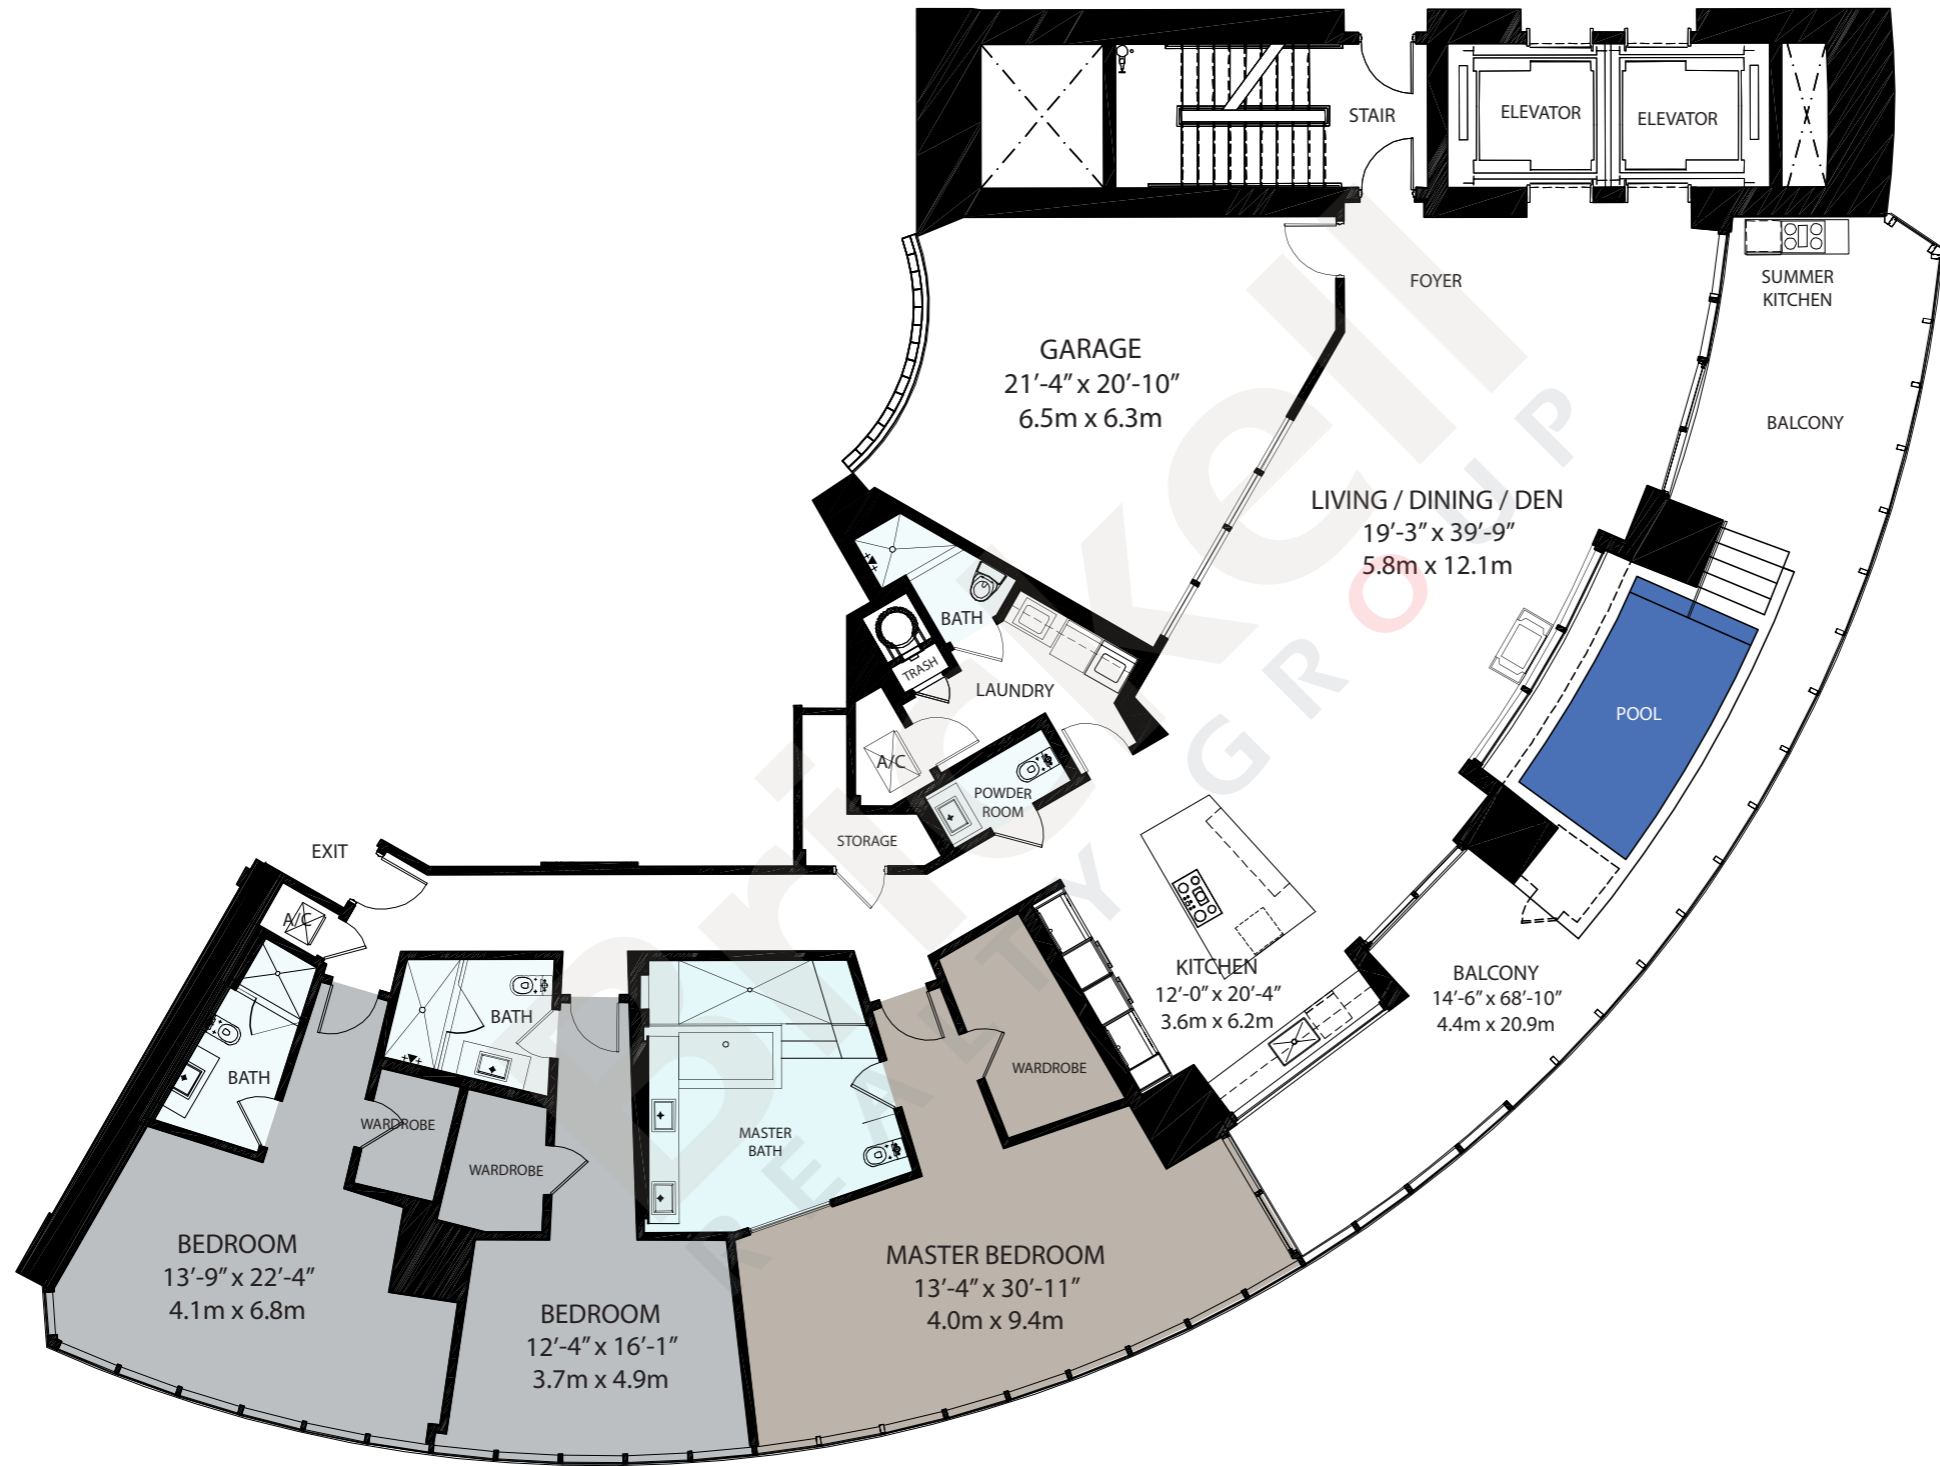 STAIR
ELEVATOR
ELEVATOR
FOYER
SUMMER
KITCHEN
GARAGE
21'-4" x 20'-10"
6.5m x 6.3m
BALCONY
LIVING / DINING / DEN
19'-3" x 39'-9"
5.8m x 12.1m
BATH
TRASH
LAUNDRY
POOL
A/C
POWDER
ROOM
STORAGE
EXIT
A/C
KITCHEN
12'-0" x 20'-4"
3.6m x 6.2m
BALCONY
14'-6" x 68'-10"
4.4m x 20.9m
BATH
BATH
WARDROBE
WARDROBE
WARDROBE
MASTER
BATH
BEDROOM
13'-9" x 22'-4"
4.1m x 6.8m
BEDROOM
12'-4" x 16'-1"
3.7m x 4.9m
MASTER BEDROOM
13'-4" x 30'-11"
4.0m x 9.4m
Brickell
REALTY GROUP